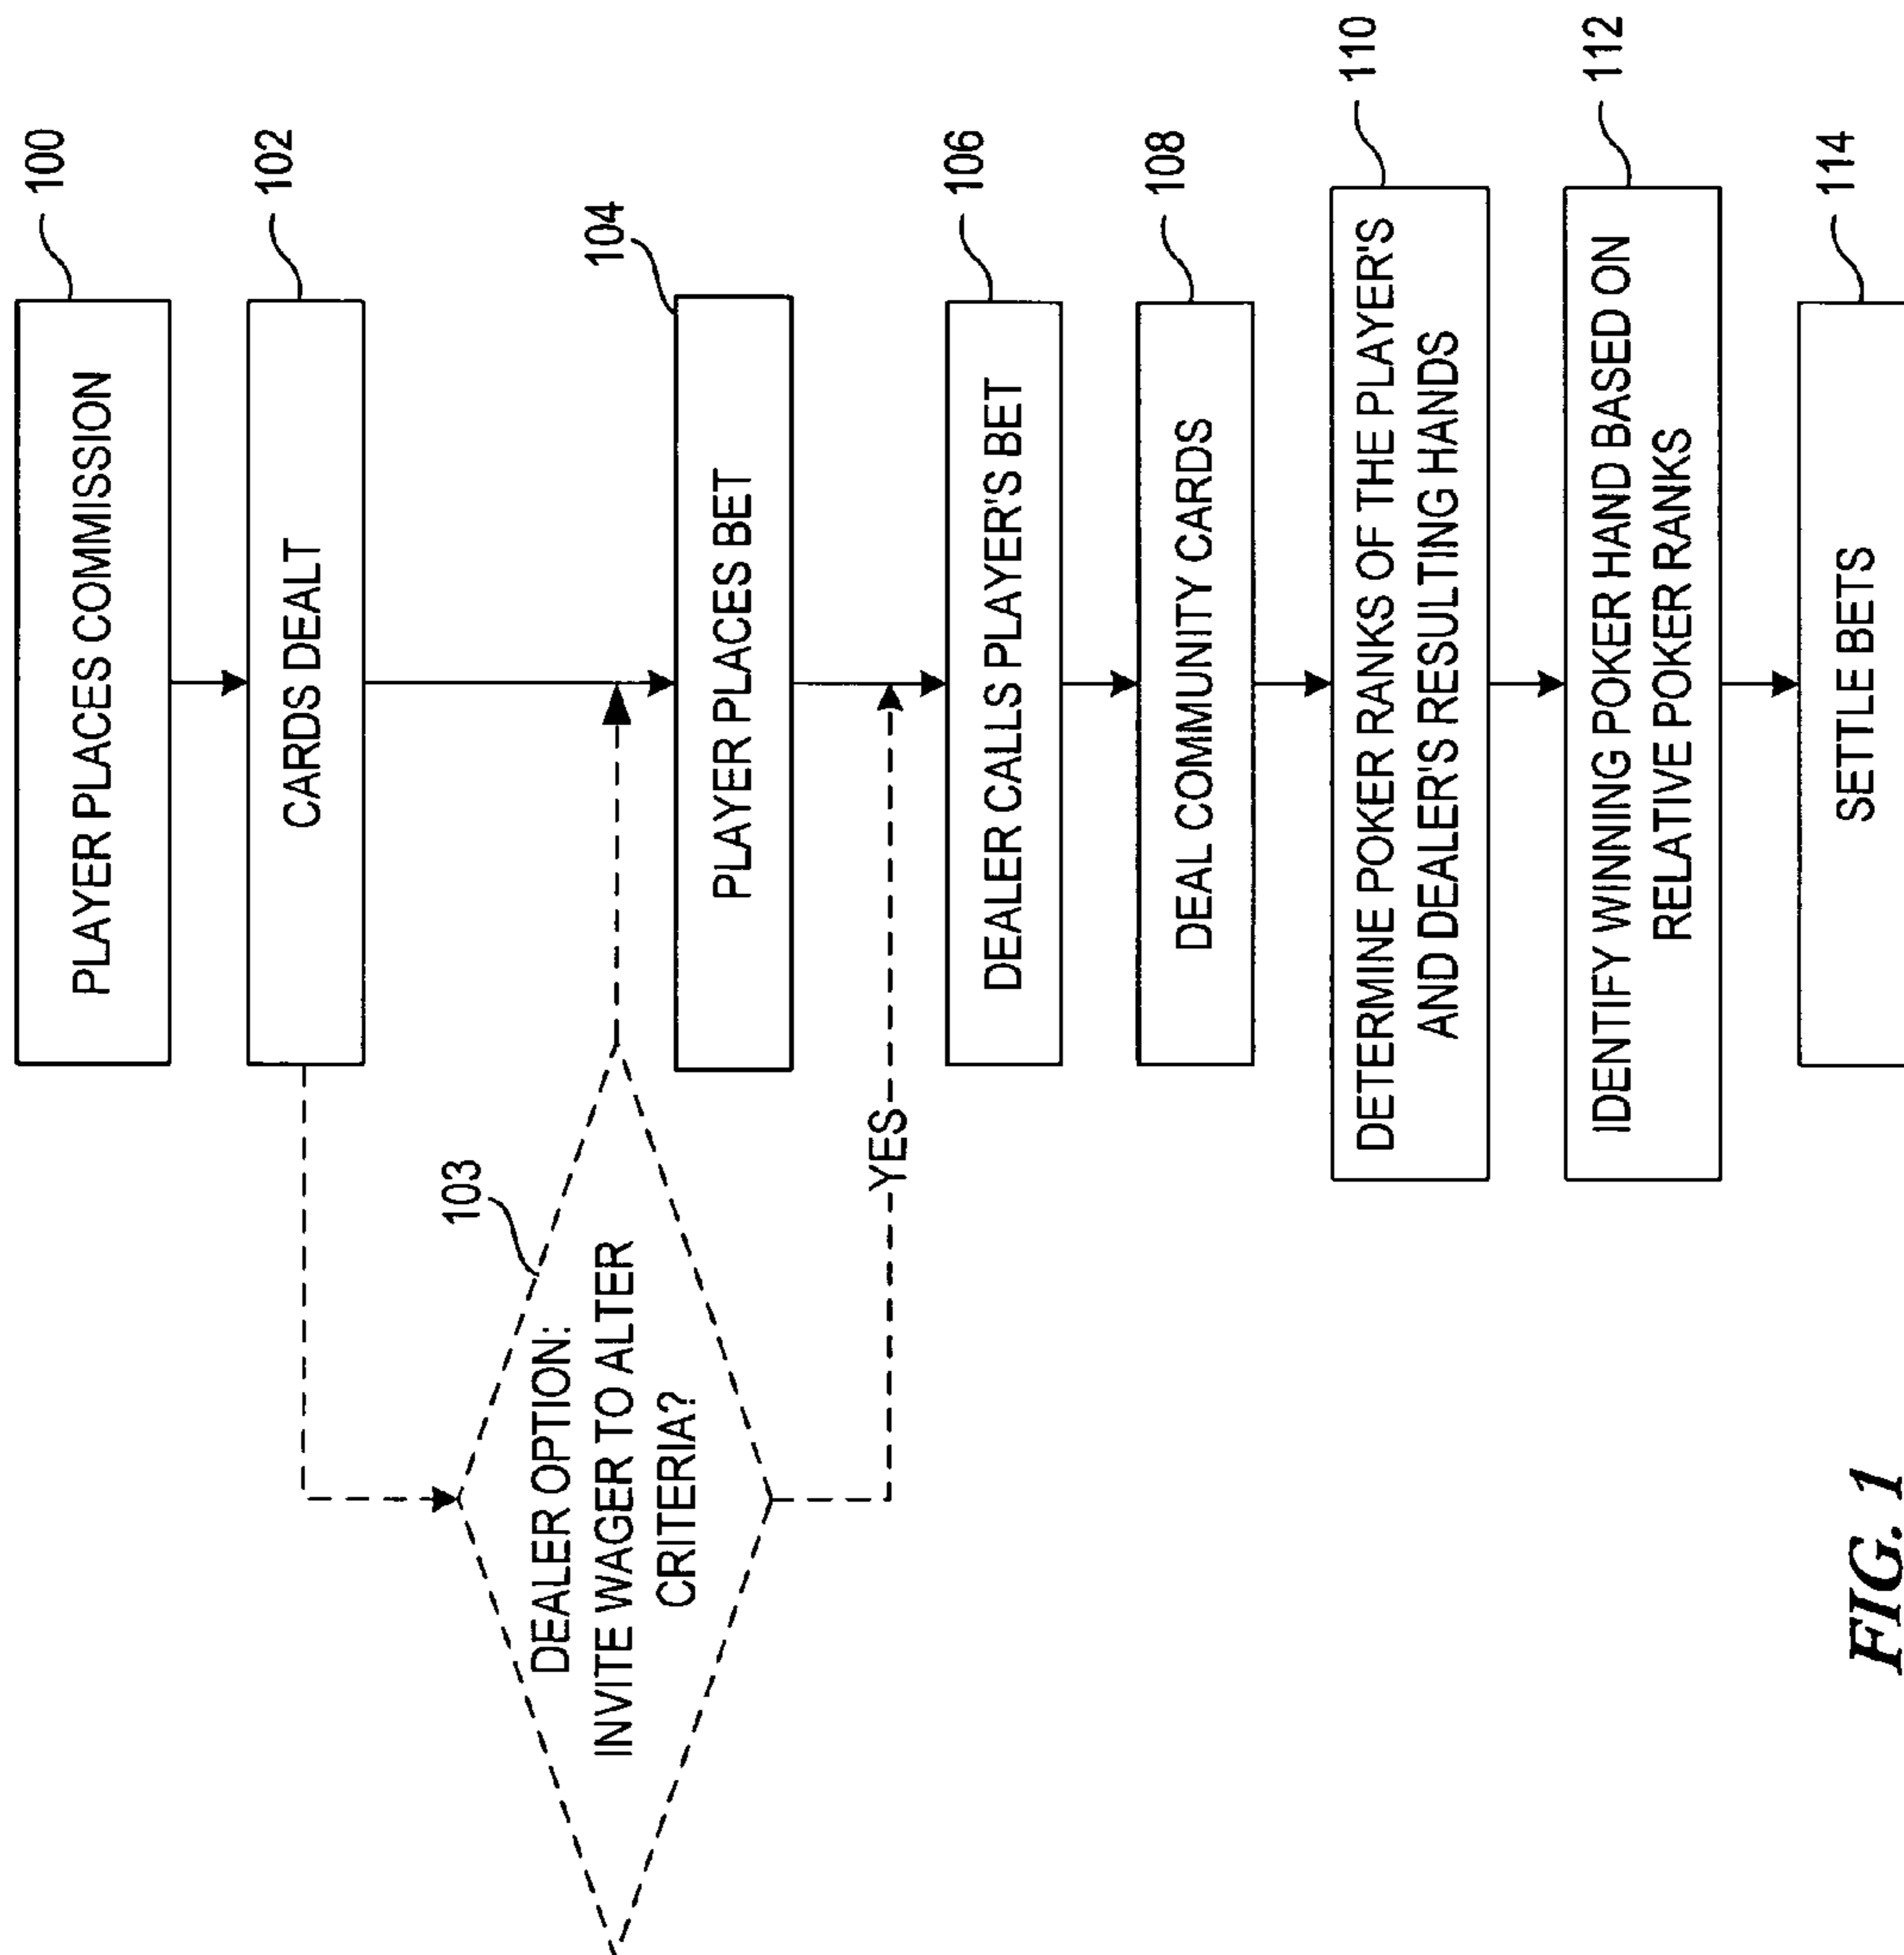 PLAYER PLACES COMMISSION
100
CARDS DEALT
102
103
DEALER OPTION:
INVITE WAGER TO ALTER
CRITERIA?
104
PLAYER PLACES BET
YES
DEALER CALLS PLAYER'S BET
106
DEAL COMMUNITY CARDS
108
DETERMINE POKER RANKS OF THE PLAYER'S
AND DEALER'S RESULTING HANDS
110
IDENTIFY WINNING POKER HAND BASED ON
RELATIVE POKER RANKS
112
SETTLE BETS
114
FIG. 1